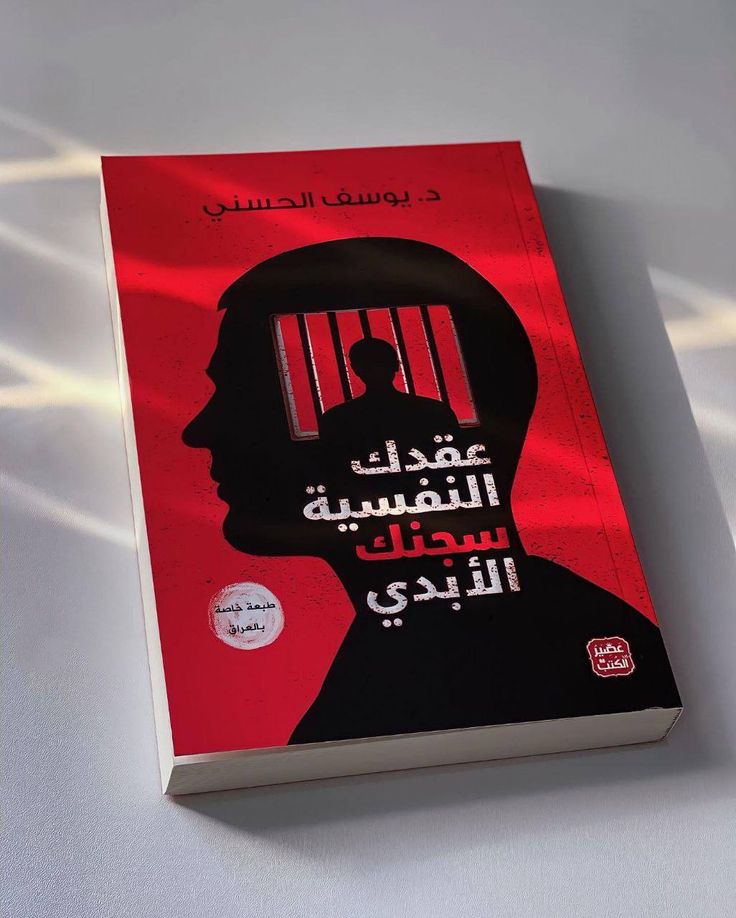 د. يوسف الحسني
عقدك
النفسية
سجنك
الأبدي
طبعة خاصة
بالعراق
عصير
الكتب